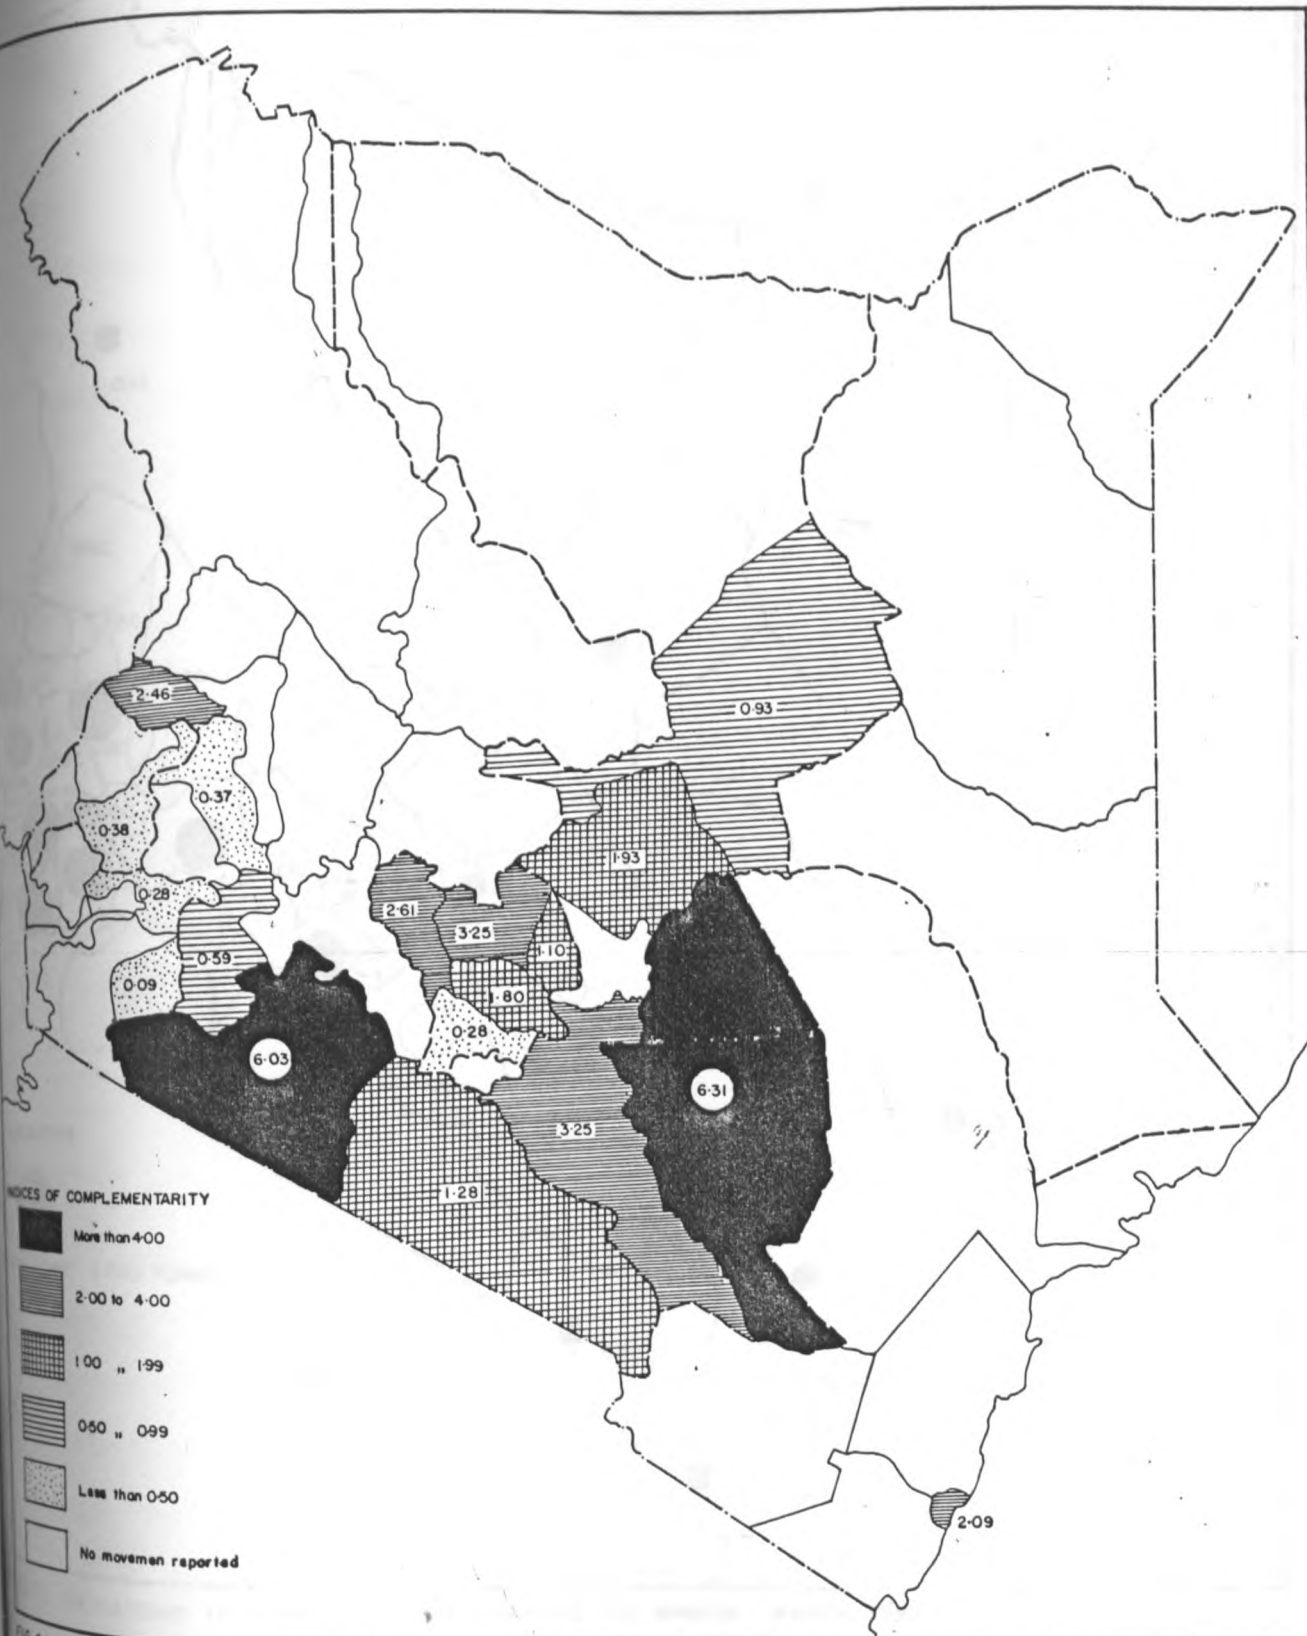 2·46
0·93
0·37
0·38
1·93
0·28
2·61
3·25
1·10
0·59
0·09
1·80
0·28
6·03
6·31
3·25
1·28
INDICES OF COMPLEMENTARITY
More than 4·00
2·00 to 4·00
1·00 ,, 1·99
0·50 ,, 0·99
Less than 0·50
No movemen reported
2·09